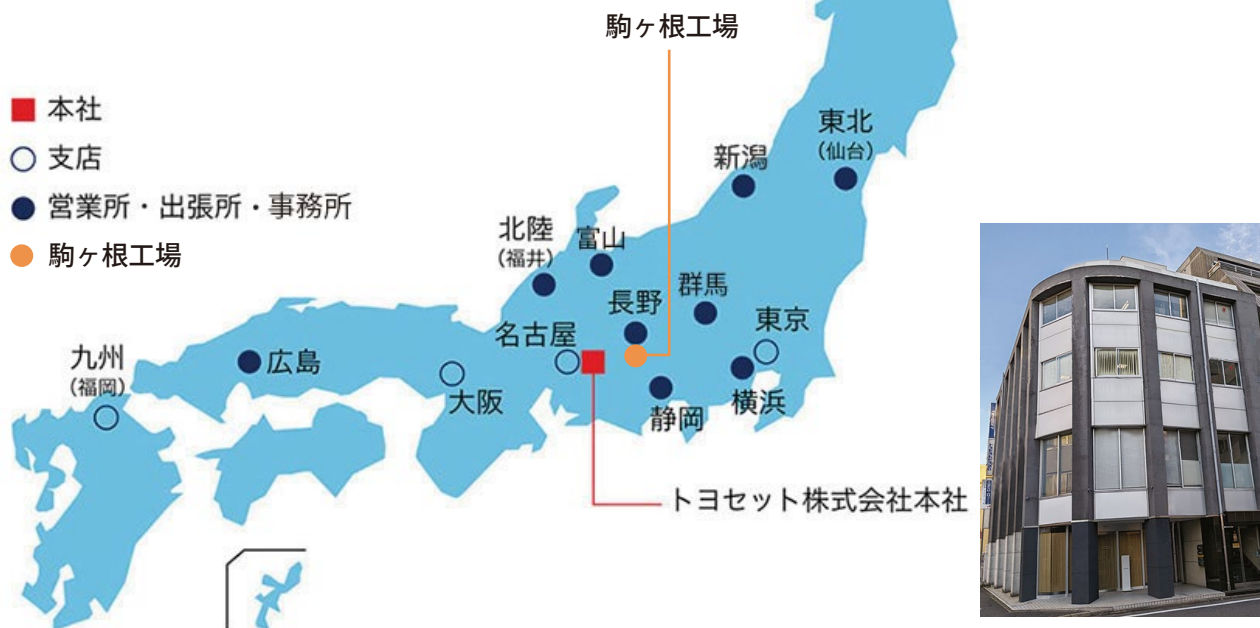 駒ヶ根工場
本社
支店
営業所・出張所・事務所
駒ヶ根工場
東北
（仙台）
新潟
北陸
（福井）
富山
群馬
長野
東京
名古屋
九州
（福岡）
広島
大阪
横浜
静岡
トヨセット株式会社本社